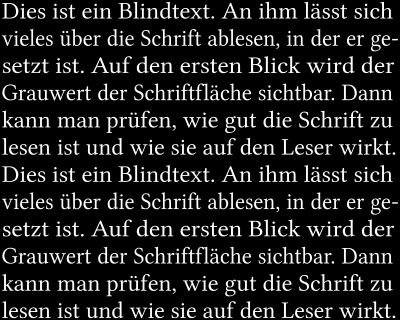 Dies ist ein Blindtext. An ihm lässt sich
vieles über die Schrift ablesen, in der er ge-
setzt ist. Auf den ersten Blick wird der
Grauwert der Schriftfläche sichtbar. Dann
kann man prüfen, wie gut die Schrift zu
lesen ist und wie sie auf den Leser wirkt.
Dies ist ein Blindtext. An ihm lässt sich
vieles über die Schrift ablesen, in der er ge-
setzt ist. Auf den ersten Blick wird der
Grauwert der Schriftfläche sichtbar. Dann
kann man prüfen, wie gut die Schrift zu
lesen ist und wie sie auf den Leser wirkt.